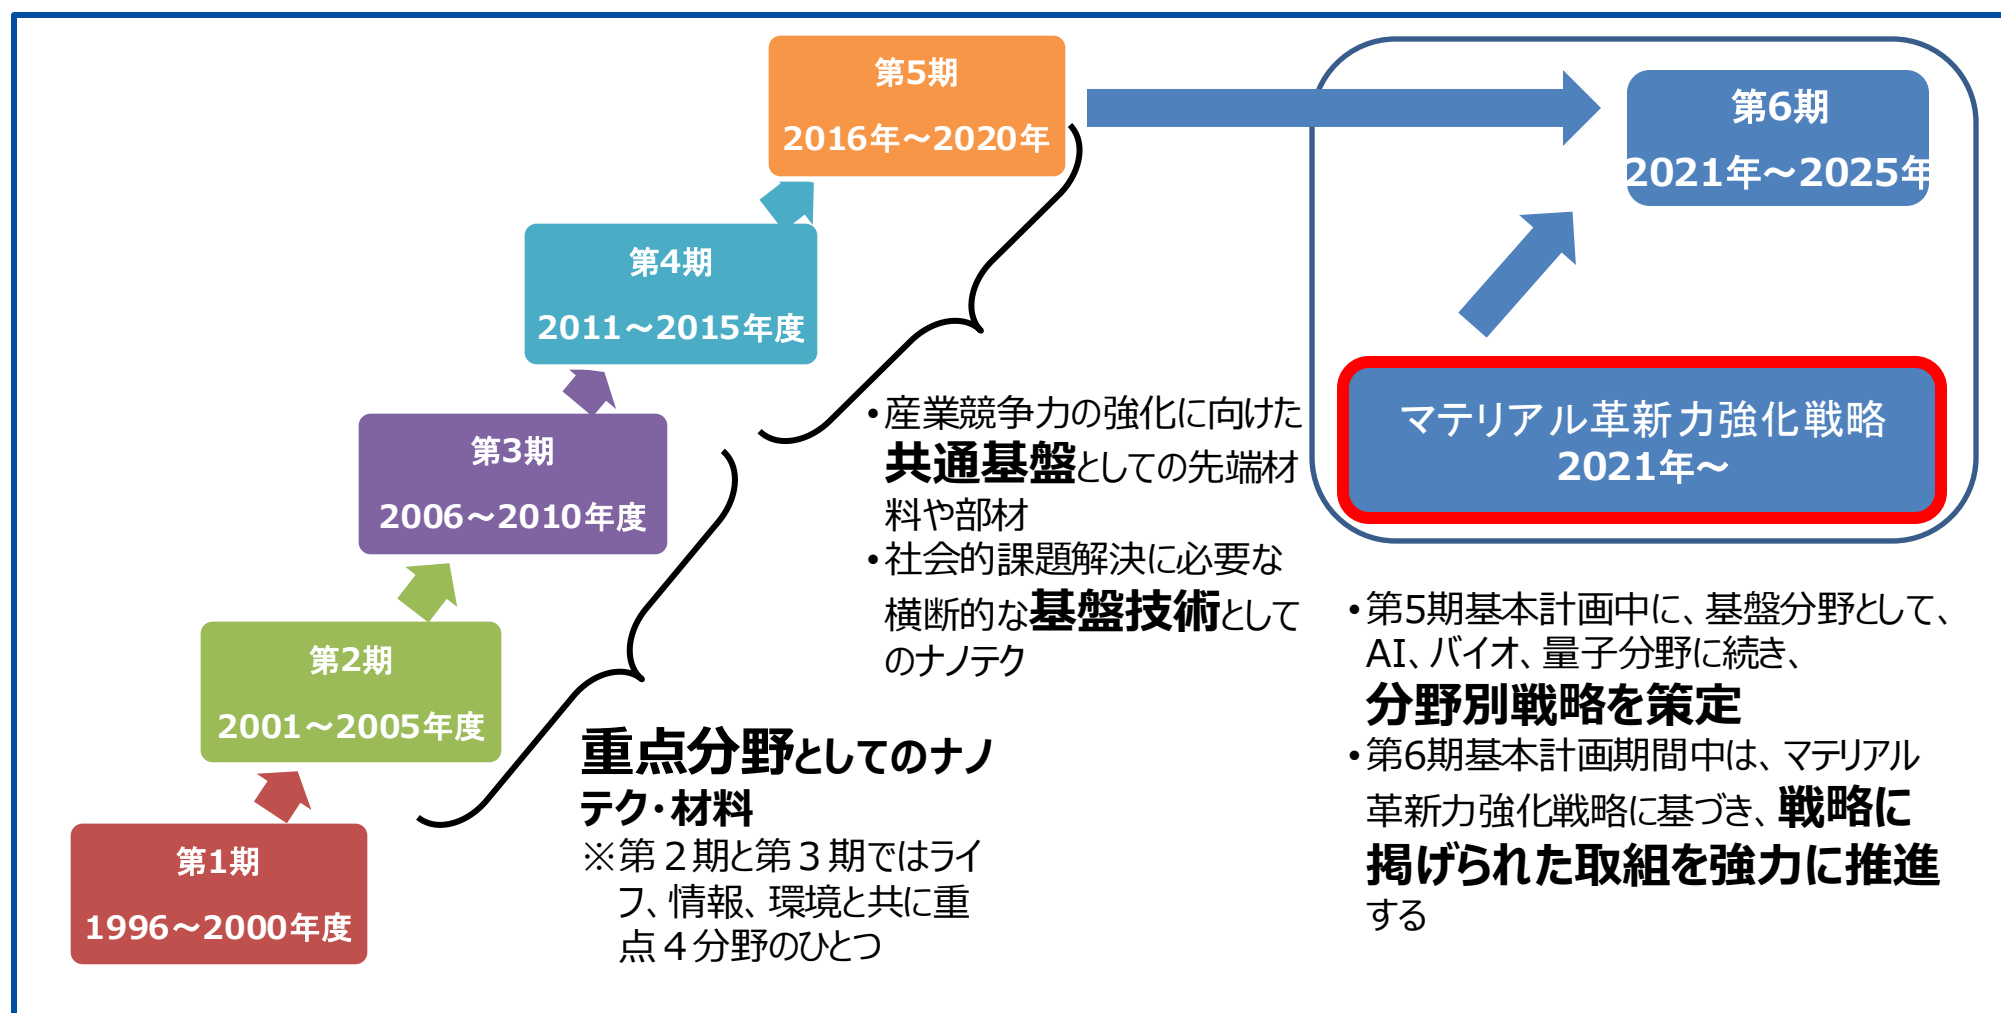 第5期
2016年～2020年
第6期
2021年～2025年
第4期
2011～2015年度
マテリアル革新力強化戦略
2021年～
第3期
2006～2010年度
•産業競争力の強化に向けた
共通基盤としての先端材
料や部材
•社会的課題解決に必要な
横断的な基盤技術として
のナノテク
第2期
2001～2005年度
•第5期基本計画中に、基盤分野として、
AI、バイオ、量子分野に続き、
分野別戦略を策定
•第6期基本計画期間中は、マテリアル
革新力強化戦略に基づき、戦略に
掲げられた取組を強力に推進
する
重点分野としてのナノ
テク・材料
※第２期と第３期ではライ
フ、情報、環境と共に重
点４分野のひとつ
第1期
1996～2000年度